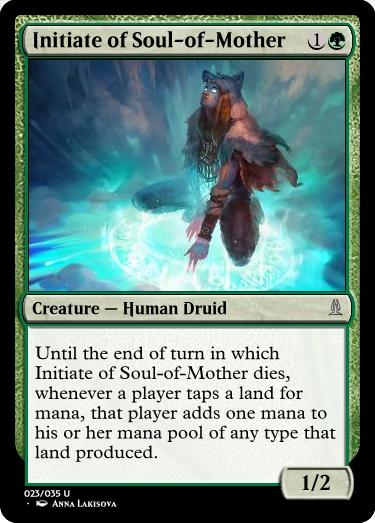 Initiate of Soul-of-Mother 1
Creature — Human Druid
Until the end of turn in which
Initiate of Soul-of-Mother dies,
whenever a player taps a land for
mana, that player adds one mana to
his or her mana pool of any type that
land produced.
1/2
023/035 U
· Anna Lakisova